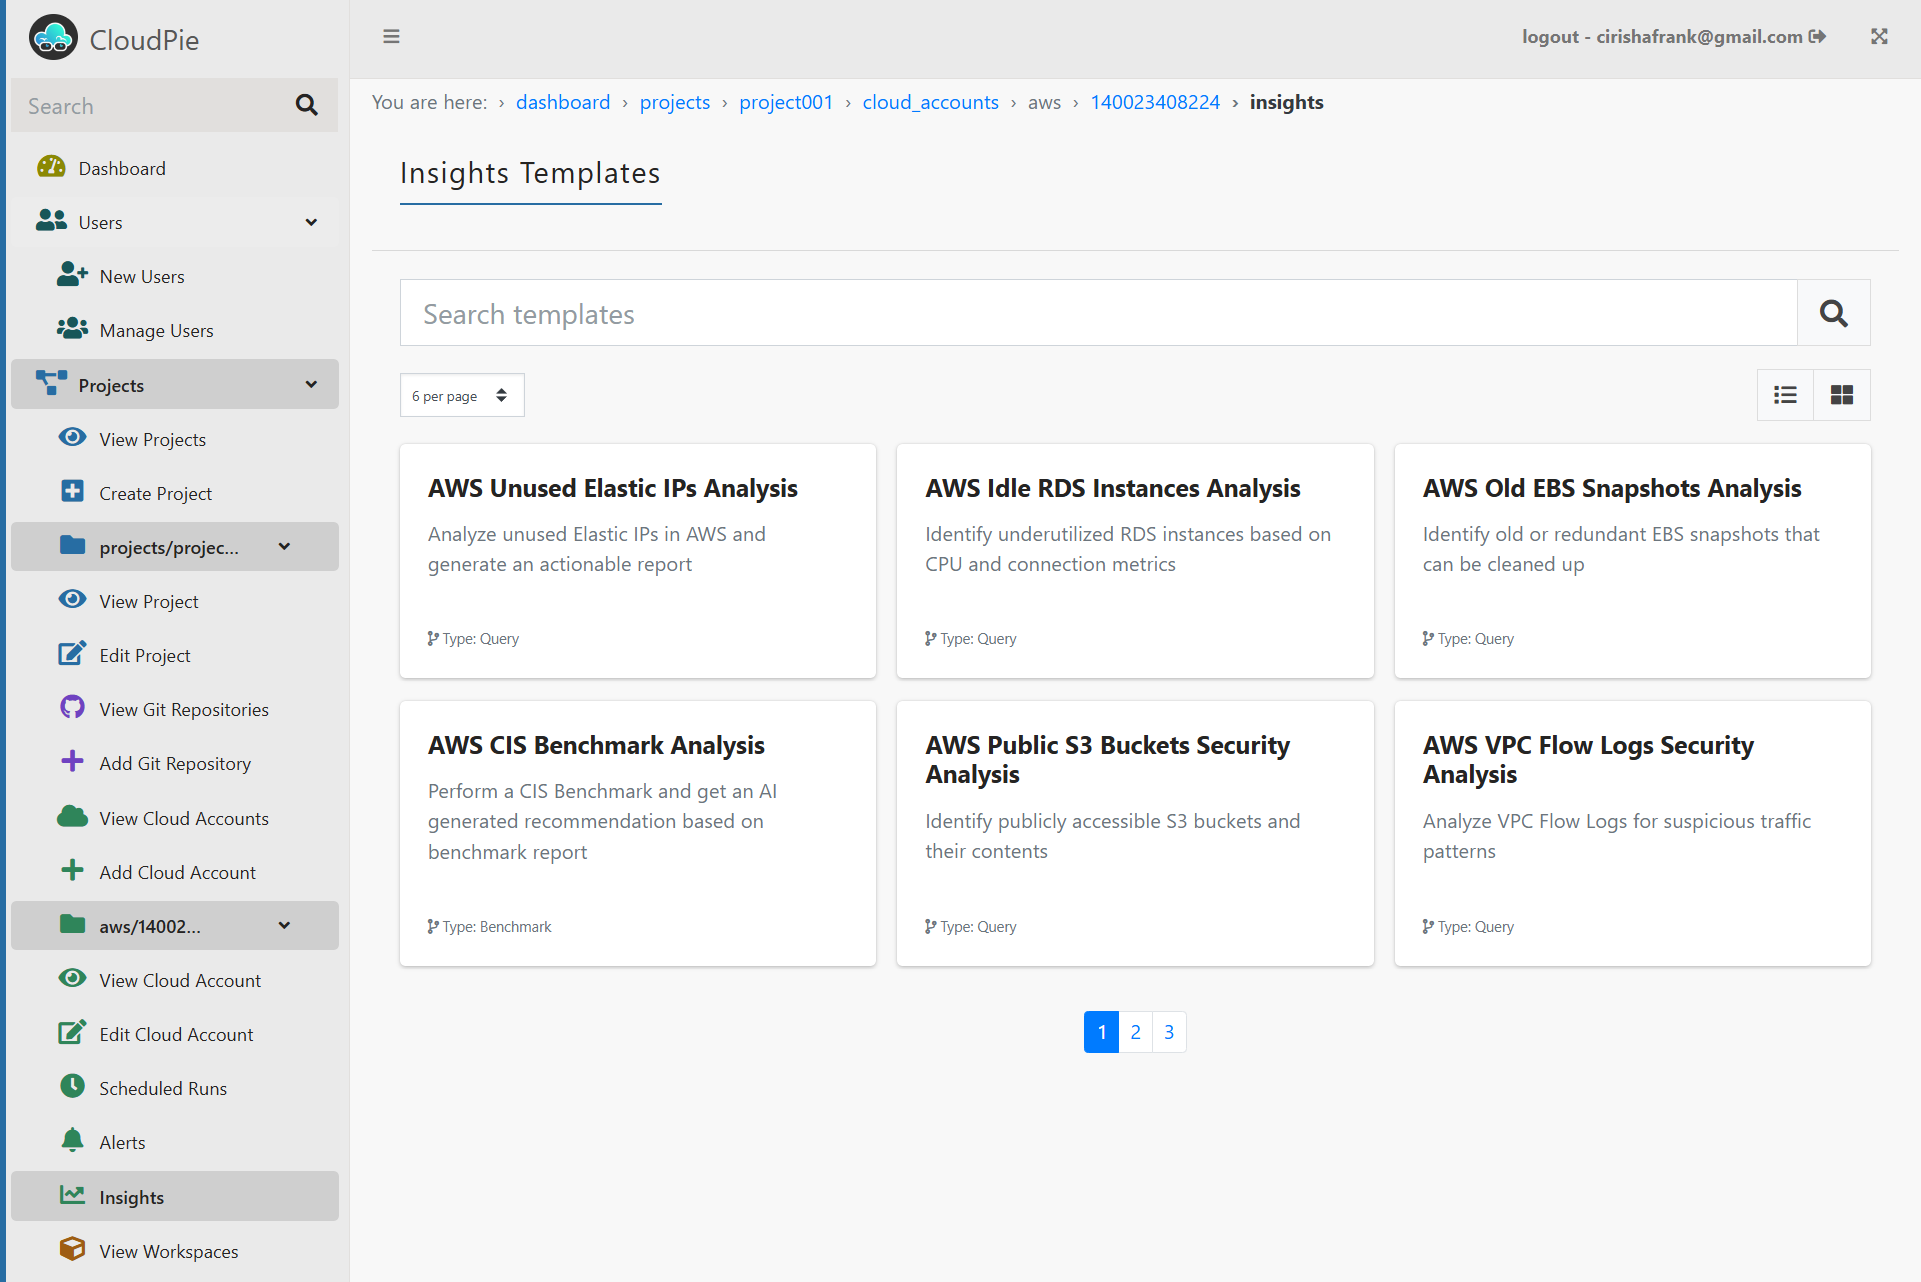 CloudPie
logout - cirishafrank@gmail.com
Search
You are here: › dashboard › projects › project001 › cloud_accounts › aws › 140023408224 › insights
Dashboard
Users
New Users
Manage Users
Projects
View Projects
Create Project
projects/projec...
View Project
Edit Project
View Git Repositories
Add Git Repository
View Cloud Accounts
Add Cloud Account
aws/14002...
View Cloud Account
Edit Cloud Account
Scheduled Runs
Alerts
Insights
View Workspaces
Insights Templates
Search templates
6 per page
AWS Unused Elastic IPs Analysis
Analyze unused Elastic IPs in AWS and
generate an actionable report
Type: Query
AWS Idle RDS Instances Analysis
Identify underutilized RDS instances based on
CPU and connection metrics
Type: Query
AWS Old EBS Snapshots Analysis
Identify old or redundant EBS snapshots that
can be cleaned up
Type: Query
AWS CIS Benchmark Analysis
Perform a CIS Benchmark and get an AI
generated recommendation based on
benchmark report
Type: Benchmark
AWS Public S3 Buckets Security
Analysis
Identify publicly accessible S3 buckets and
their contents
Type: Query
AWS VPC Flow Logs Security
Analysis
Analyze VPC Flow Logs for suspicious traffic
patterns
Type: Query
1 2 3